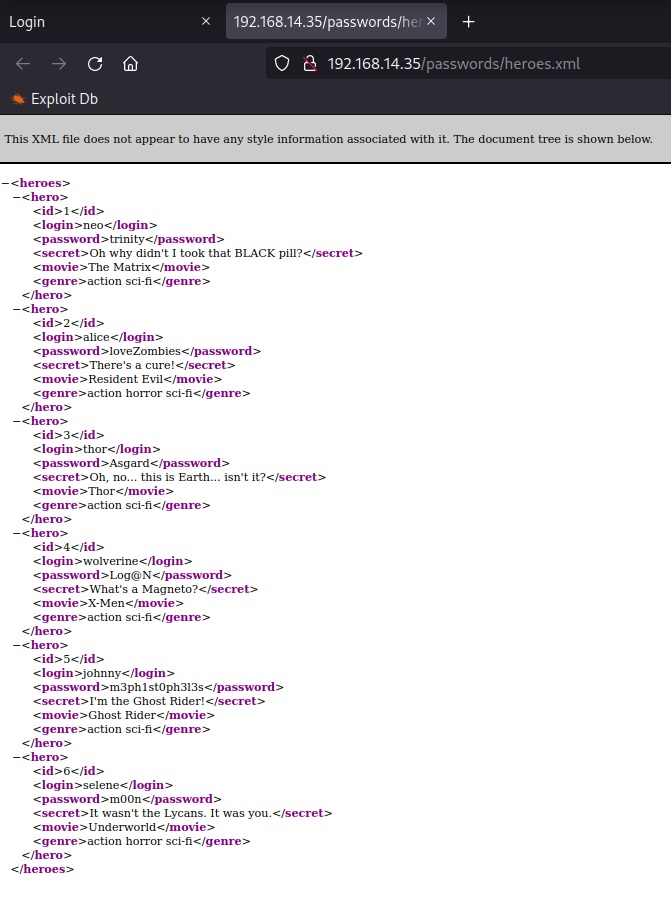 Login
192.168.14.35/passwords/her
192.168.14.35/passwords/heroes.xml
Exploit Db
This XML file does not appear to have any style information associated with it. The document tree is shown below.
−<heroes>
−<hero>
<id>1</id>
<login>neo</login>
<password>trinity</password>
<secret>Oh why didn't I took that BLACK pill?</secret>
<movie>The Matrix</movie>
<genre>action sci-fi</genre>
</hero>
−<hero>
<id>2</id>
<login>alice</login>
<password>loveZombies</password>
<secret>There's a cure!</secret>
<movie>Resident Evil</movie>
<genre>action horror sci-fi</genre>
</hero>
−<hero>
<id>3</id>
<login>thor</login>
<password>Asgard</password>
<secret>Oh, no... this is Earth... isn't it?</secret>
<movie>Thor</movie>
<genre>action sci-fi</genre>
</hero>
−<hero>
<id>4</id>
<login>wolverine</login>
<password>Log@N</password>
<secret>What's a Magneto?</secret>
<movie>X-Men</movie>
<genre>action sci-fi</genre>
</hero>
−<hero>
<id>5</id>
<login>johnny</login>
<password>m3ph1st0ph3l3s</password>
<secret>I'm the Ghost Rider!</secret>
<movie>Ghost Rider</movie>
<genre>action sci-fi</genre>
</hero>
−<hero>
<id>6</id>
<login>selene</login>
<password>m00n</password>
<secret>It wasn't the Lycans. It was you.</secret>
<movie>Underworld</movie>
<genre>action horror sci-fi</genre>
</hero>
</heroes>